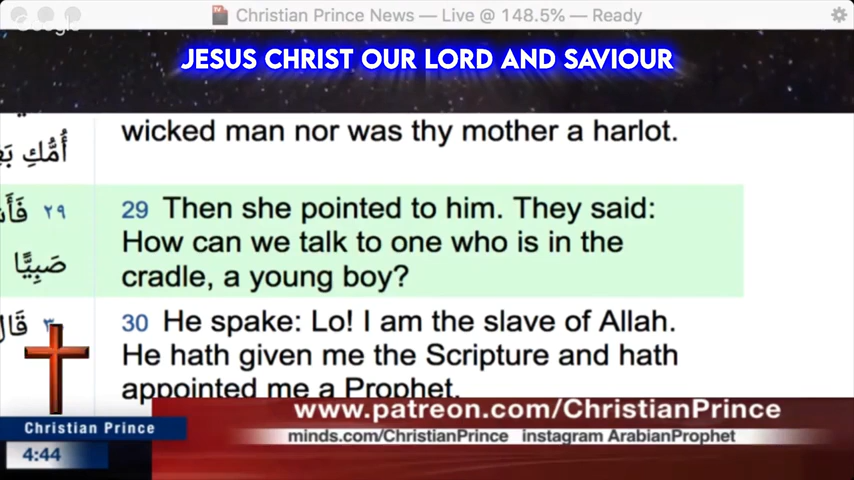 Christian Prince News — Live @ 148.5% — Ready
Google
JESUS CHRIST OUR LORD AND SAVIOUR
wicked man nor was thy mother a harlot.
أُمُّكِ
٢٩
29 Then she pointed to him. They said:
How can we talk to one who is in the
cradle, a young boy?
صَبِيًّا
30 He spake: Lo! I am the slave of Allah.
He hath given me the Scripture and hath
appointed me a Prophet.
قَال
www.patreon.com/ChristianPrince
Christian Prince
minds.com/ChristianPrince instagram ArabianProphet
4:44